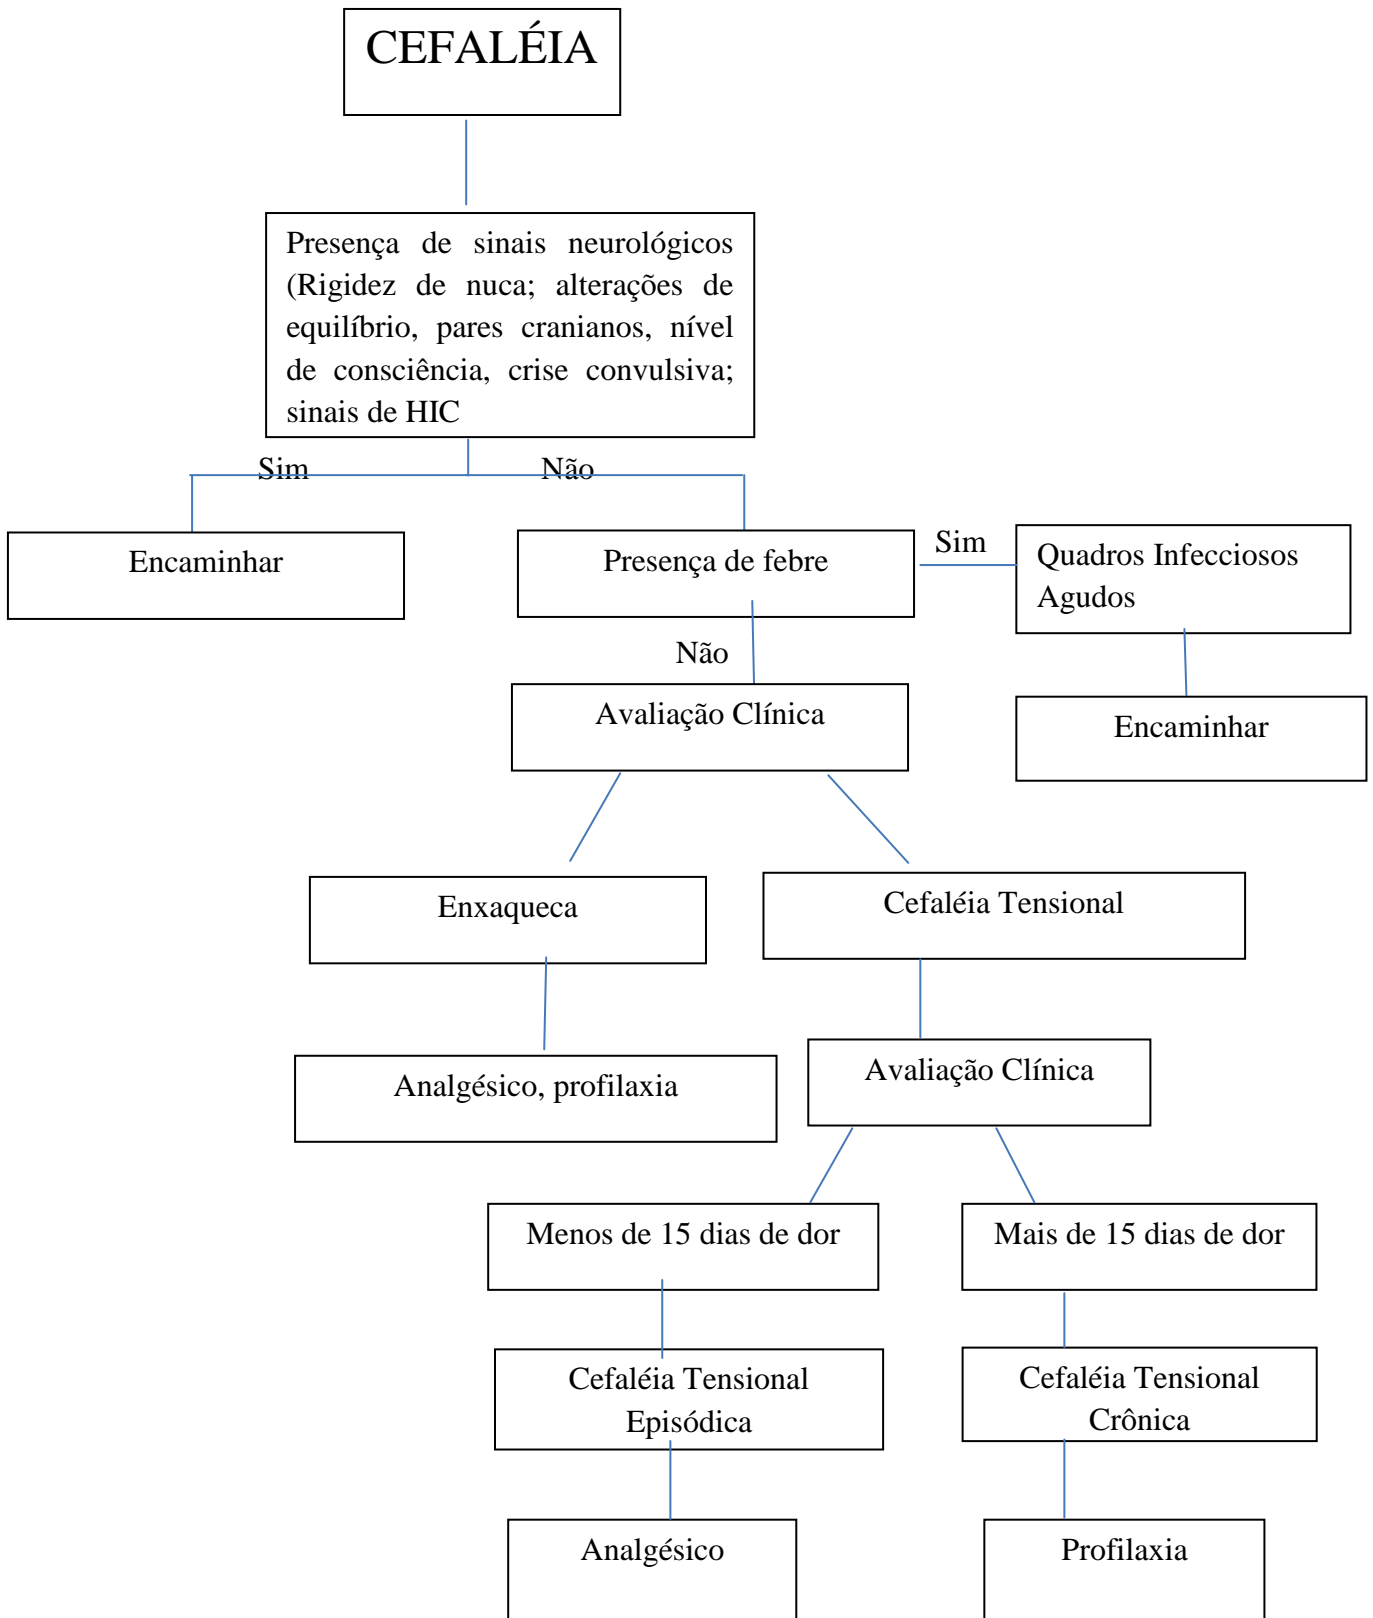 CEFALÉIA
Presença de sinais neurológicos
(Rigidez de nuca; alterações de
equilíbrio, pares cranianos, nível
de consciência, crise convulsiva;
sinais de HIC
Sim
Não
Encaminhar
Presença de febre
Sim
Quadros Infecciosos
Agudos
Não
Avaliação Clínica
Encaminhar
Enxaqueca
Cefaléia Tensional
Analgésico, profilaxia
Avaliação Clínica
Menos de 15 dias de dor
Mais de 15 dias de dor
Cefaléia Tensional
Episódica
Cefaléia Tensional
Crônica
Analgésico
Profilaxia